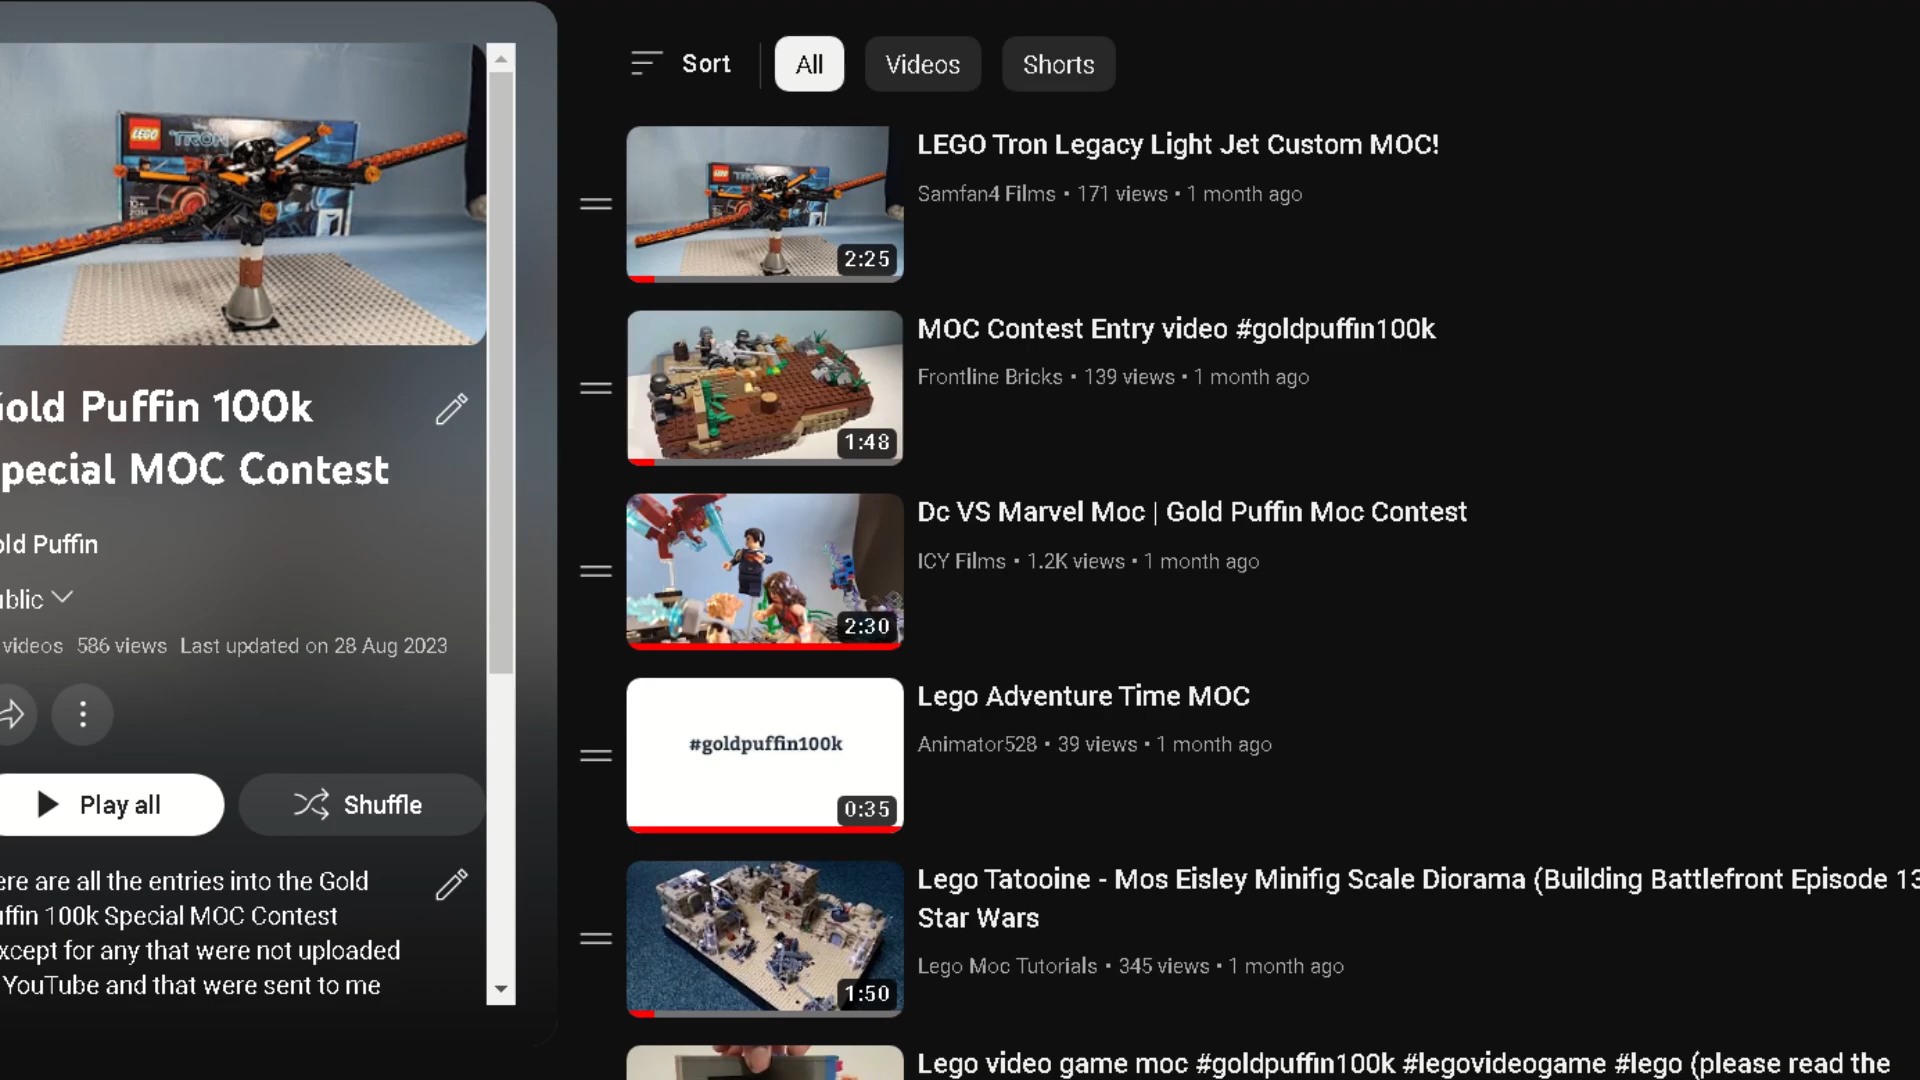 LEGO
TRON
old Puffin 100k
pecial MOC Contest
old Puffin
ublic
videos 586 views Last updated on 28 Aug 2023
Play all
Shuffle
ere are all the entries into the Gold
uffin 100k Special MOC Contest
xcept for any that were not uploaded
YouTube and that were sent to me
Sort
All
Videos
Shorts
2:25
LEGO Tron Legacy Light Jet Custom MOC!
Samfan4 Films • 171 views • 1 month ago
1:48
MOC Contest Entry video #goldpuffin100k
Frontline Bricks • 139 views • 1 month ago
2:30
Dc VS Marvel Moc | Gold Puffin Moc Contest
ICY Films • 1.2K views • 1 month ago
#goldpuffin100k
0:35
Lego Adventure Time MOC
Animator528 • 39 views • 1 month ago
1:50
Lego Tatooine - Mos Eisley Minifig Scale Diorama (Building Battlefront Episode 13
Star Wars
Lego Moc Tutorials • 345 views • 1 month ago
Lego video game moc #goldpuffin100k #legovideogame #lego (please read the